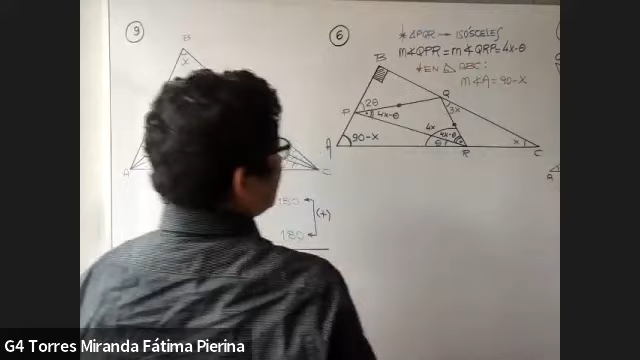 9
B
X
A
C
180
(+)
180
6
* △PQR → ISÓSCELES
m∡QPR = m∡QRP = 4x-θ
* EN △ ABC:
m∡A = 90-X
B
Q
P
2θ
4x-θ
3x
4x
4x-θ
θ
A
90-X
R
x
C
A
G4 Torres Miranda Fátima Pierina